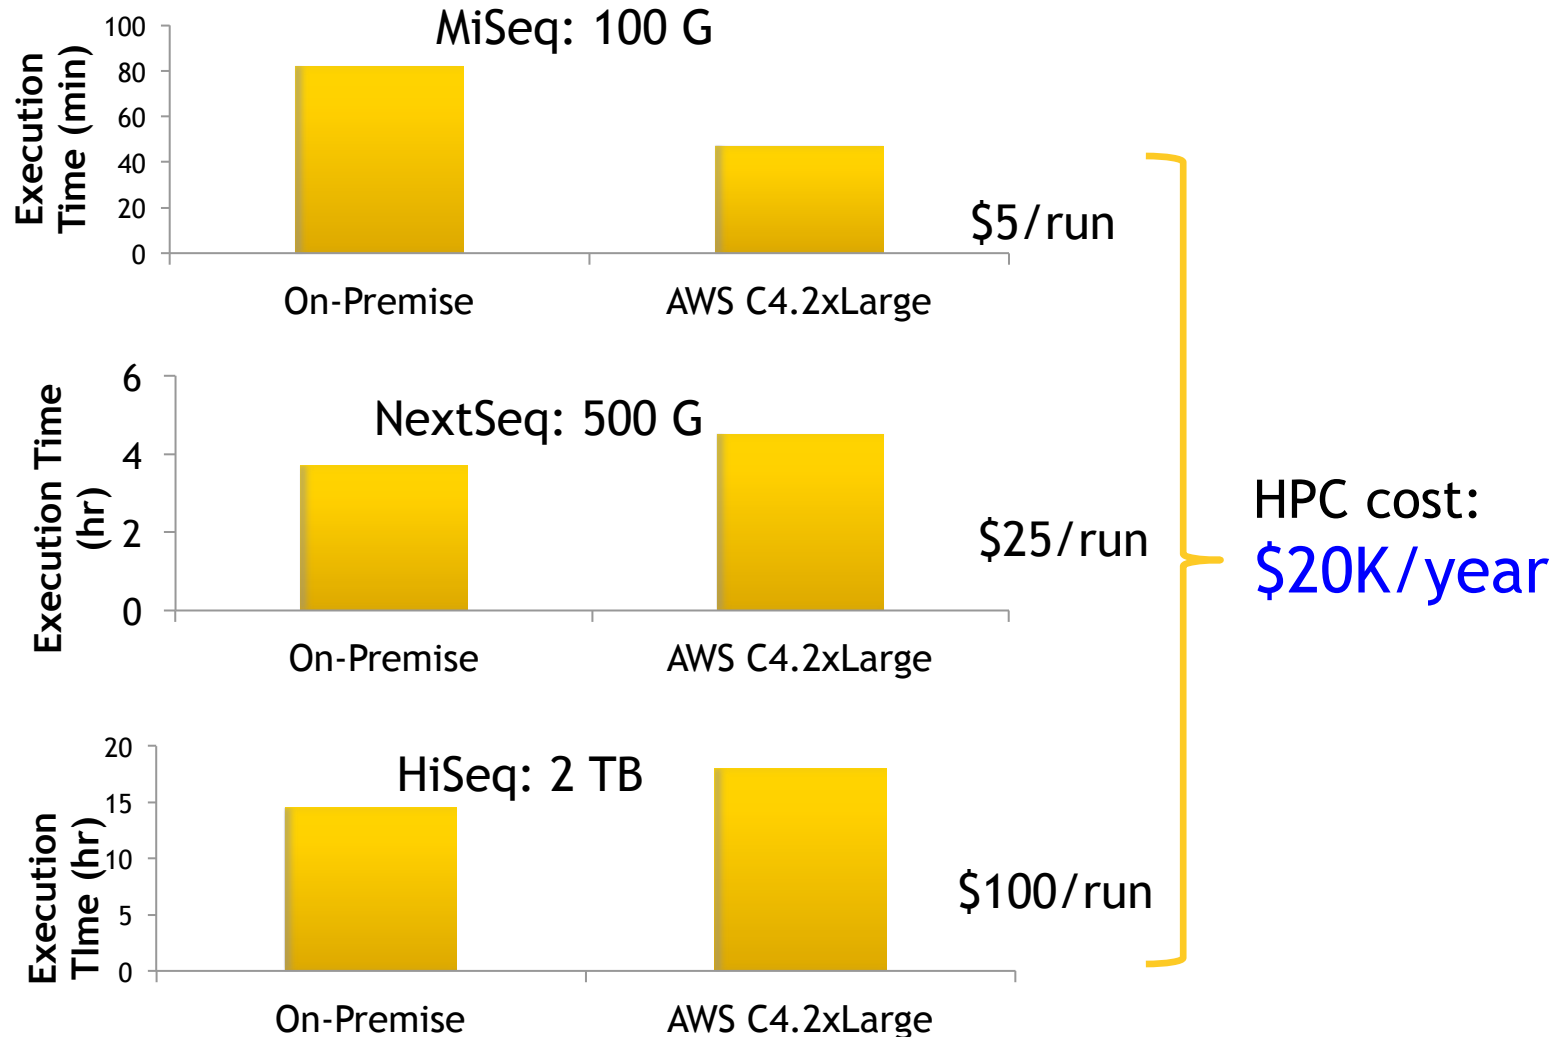 MiSeq: 100 G
Execution
Time (min)
100
80
60
40
20
0
On-Premise
AWS C4.2xLarge
$5/run
NextSeq: 500 G
Execution Time
(hr)
6
4
2
0
On-Premise
AWS C4.2xLarge
$25/run
HiSeq: 2 TB
Execution
TIme (hr)
20
15
10
5
0
On-Premise
AWS C4.2xLarge
$100/run
HPC cost:
$20K/year